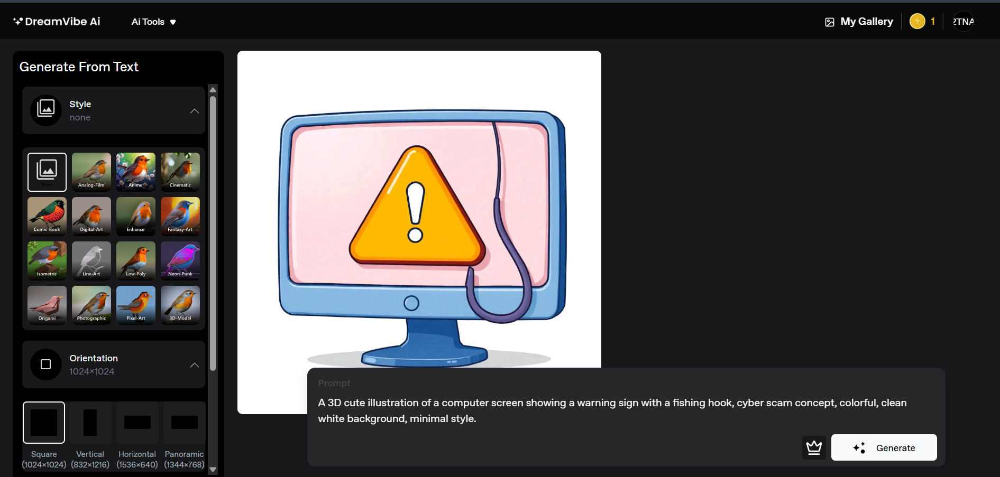 DreamVibe Ai
Ai Tools
My Gallery
1
2TNA
Generate From Text
Style
none
None
Analog-Film
Anime
Cinematic
Comic-Book
Digital-Art
Enhance
Fantasy-Art
Isometric
Line-Art
Low-Poly
Neon-Punk
Origami
Photographic
Pixel-Art
3D-Model
Orientation
1024×1024
Square
(1024×1024)
Vertical
(832×1216)
Horizontal
(1536×640)
Panoramic
(1344×768)
!
Prompt
A 3D cute illustration of a computer screen showing a warning sign with a fishing hook, cyber scam concept, colorful, clean
white background, minimal style.
Generate